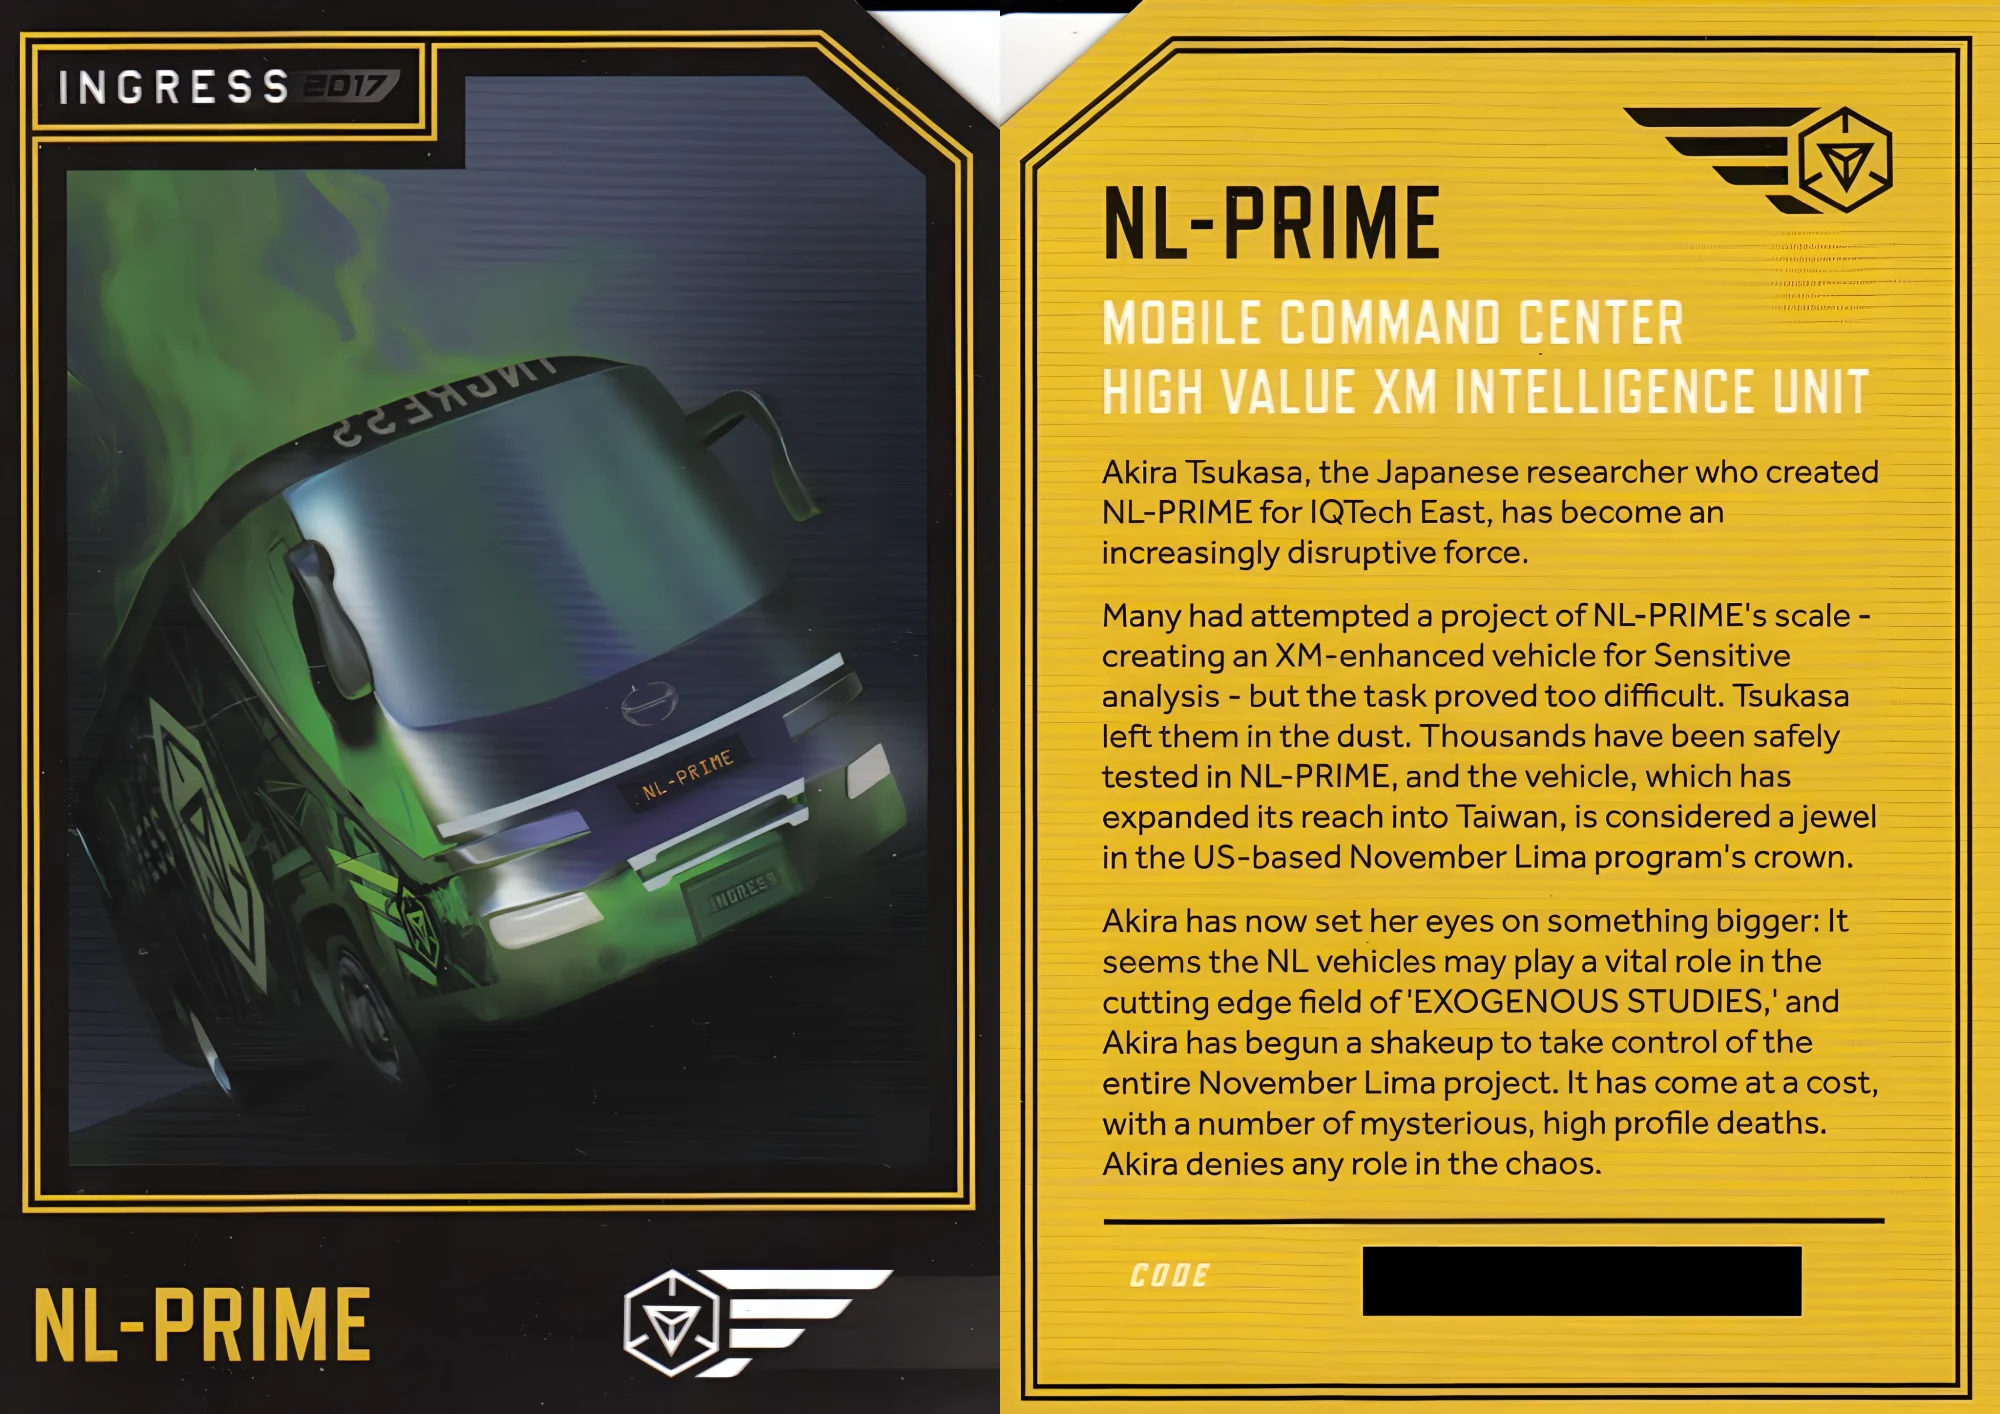 INGRESS 2017
INGRESS
NL-PRIME
INGRESS
NL-PRIME
NL-PRIME
MOBILE COMMAND CENTER
HIGH VALUE XM INTELLIGENCE UNIT
Akira Tsukasa, the Japanese researcher who created
NL-PRIME for IQTech East, has become an
increasingly disruptive force.
Many had attempted a project of NL-PRIME's scale -
creating an XM-enhanced vehicle for Sensitive
analysis - but the task proved too difficult. Tsukasa
left them in the dust. Thousands have been safely
tested in NL-PRIME, and the vehicle, which has
expanded its reach into Taiwan, is considered a jewel
in the US-based November Lima program's crown.
Akira has now set her eyes on something bigger: It
seems the NL vehicles may play a vital role in the
cutting edge field of 'EXOGENOUS STUDIES,' and
Akira has begun a shakeup to take control of the
entire November Lima project. It has come at a cost,
with a number of mysterious, high profile deaths.
Akira denies any role in the chaos.
CODE